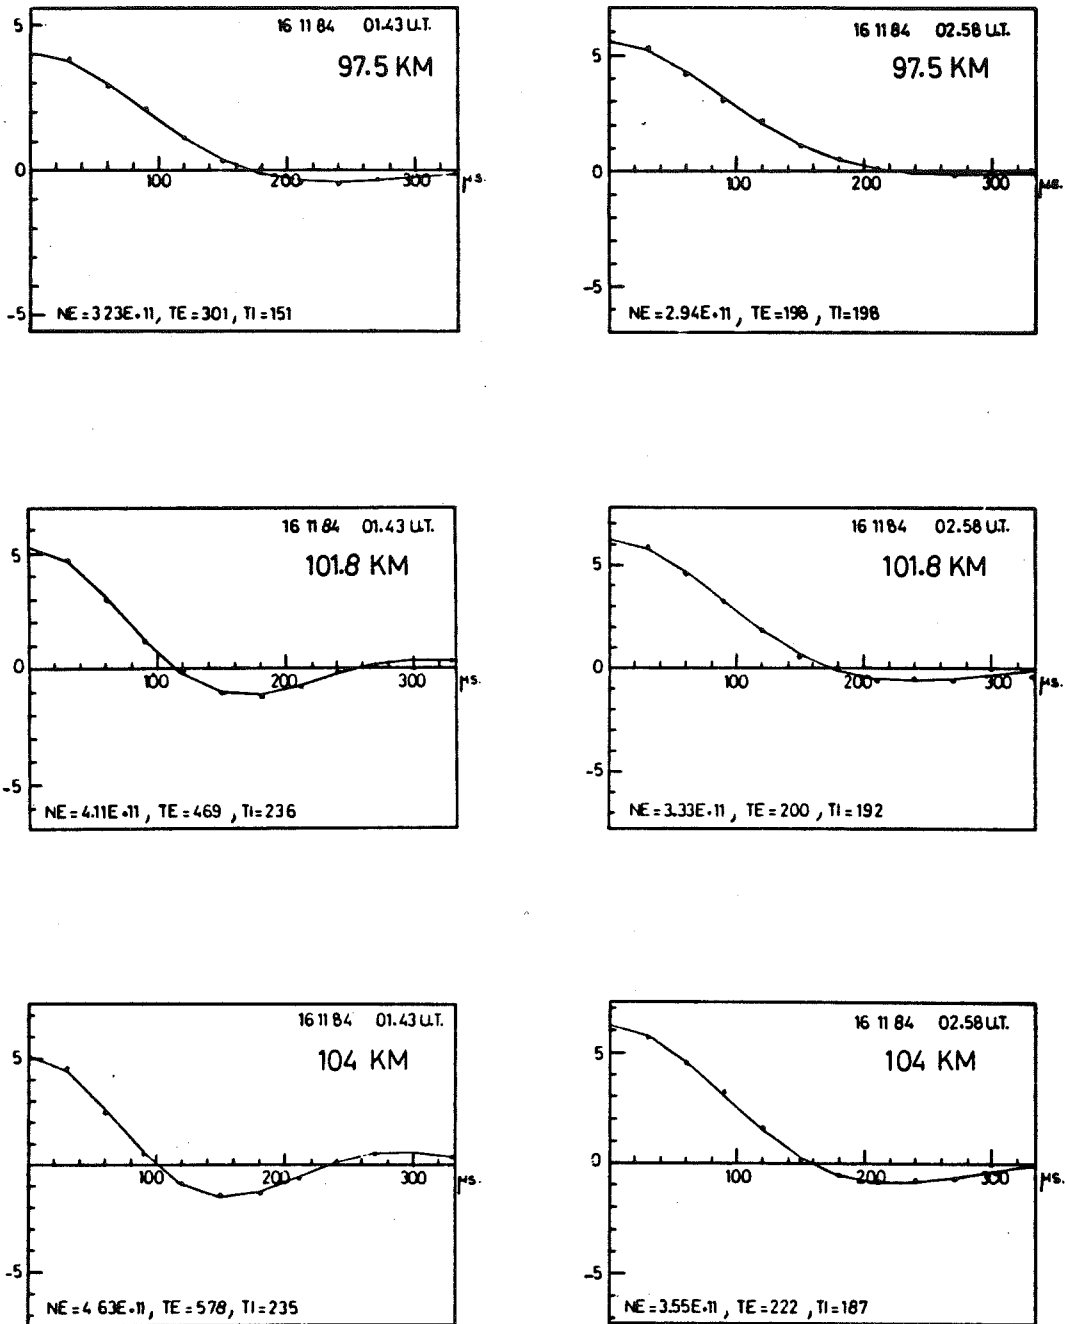 5
16 11 84 01.43 U.T.
97.5 KM
0
100
200
300
μs.
-5
NE=3 23E+11, TE=301, TI=151
5
16 11 84 02.58 U.T.
97.5 KM
0
100
200
300
μs.
-5
NE=2.94E+11, TE=198, TI=198
5
16 11 84 01.43 U.T.
101.8 KM
0
100
200
300
μs.
-5
NE=4.11E+11, TE=469, TI=236
5
16 11 84 02.58 U.T.
101.8 KM
0
100
200
300
μs.
-5
NE=3.33E+11, TE=200, TI=192
5
16 11 84 01.43 U.T.
104 KM
0
100
200
300
μs.
-5
NE=4 63E+11, TE=578, TI=235
5
16 11 84 02.58 U.T.
104 KM
0
100
200
300
μs.
-5
NE=3.55E+11, TE=222, TI=187